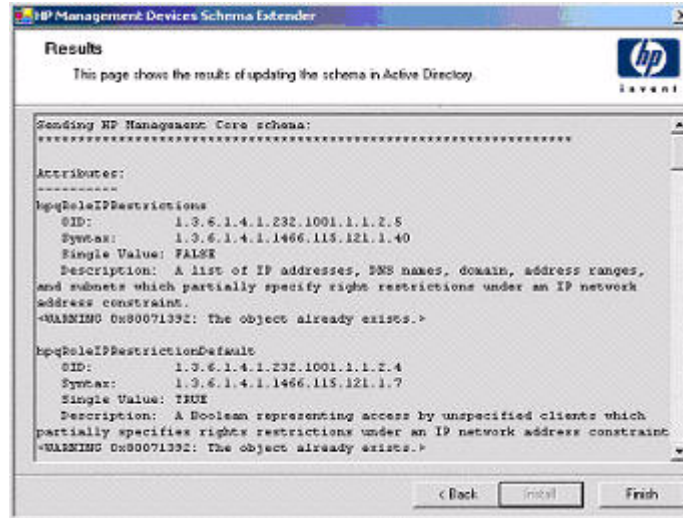 HP Management Devices Schema Extender
Results
This page shows the results of updating the schema in Active Directory.
hp
invent
Sending HP Management Core schema:
******************************************************************
Attributes:
----------
hpqRoleIPRestrictions
OID: 1.3.6.1.4.1.232.1001.1.1.2.5
Syntax: 1.3.6.1.4.1.1466.115.121.1.40
Single Value: FALSE
Description: A list of IP addresses, DNS names, domain, address ranges,
and subnets which partially specify right restrictions under an IP network
address constraint.
<WARNING 0x80071392: The object already exists.>
hpqRoleIPRestrictionDefault
OID: 1.3.6.1.4.1.232.1001.1.1.2.4
Syntax: 1.3.6.1.4.1.1466.115.121.1.7
Single Value: TRUE
Description: A Boolean representing access by unspecified clients which
partially specifies rights restrictions under an IP network address constraint
<WARNING 0x80071392: The object already exists.>
< Back
Install
Finish